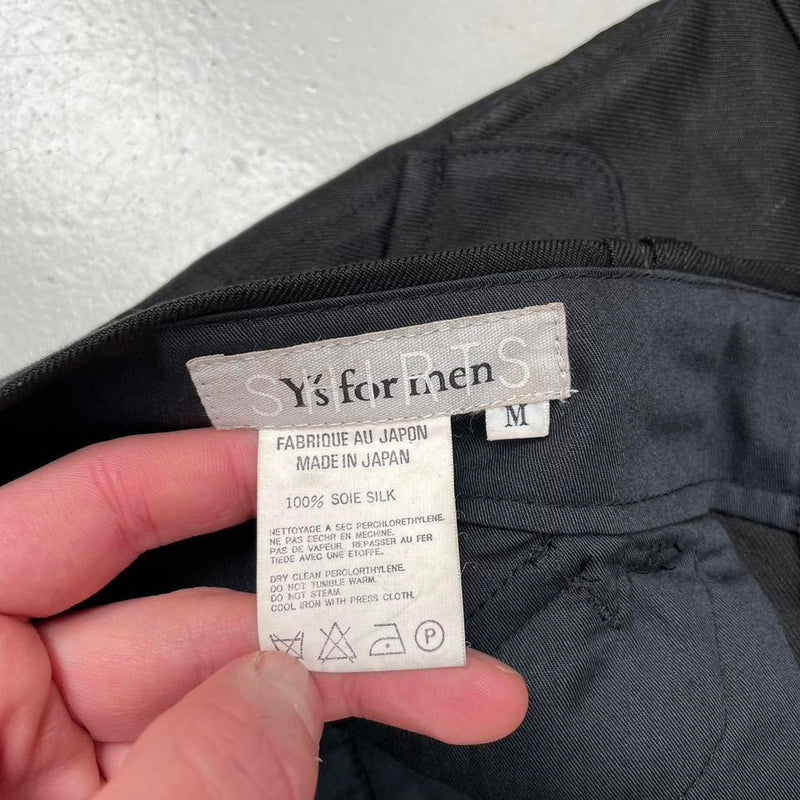 SHIRTS
Y's for men
M
FABRIQUE AU JAPON
MADE IN JAPAN
100% SOIE SILK
NETTOYAGE A SEC PERCHLORETHYLENE.
NE PAS SECHR EN MECHINE.
PAS DE VAPEUR. REPASSER AU FER
TIEDE AVEC UNE ETOFFE.
DRY CLEAN PERCLORTHYLENE.
DO NOT TUMBLE WARM.
DO NOT STEAM.
COOL IRON WITH PRESS CLOTH.
P